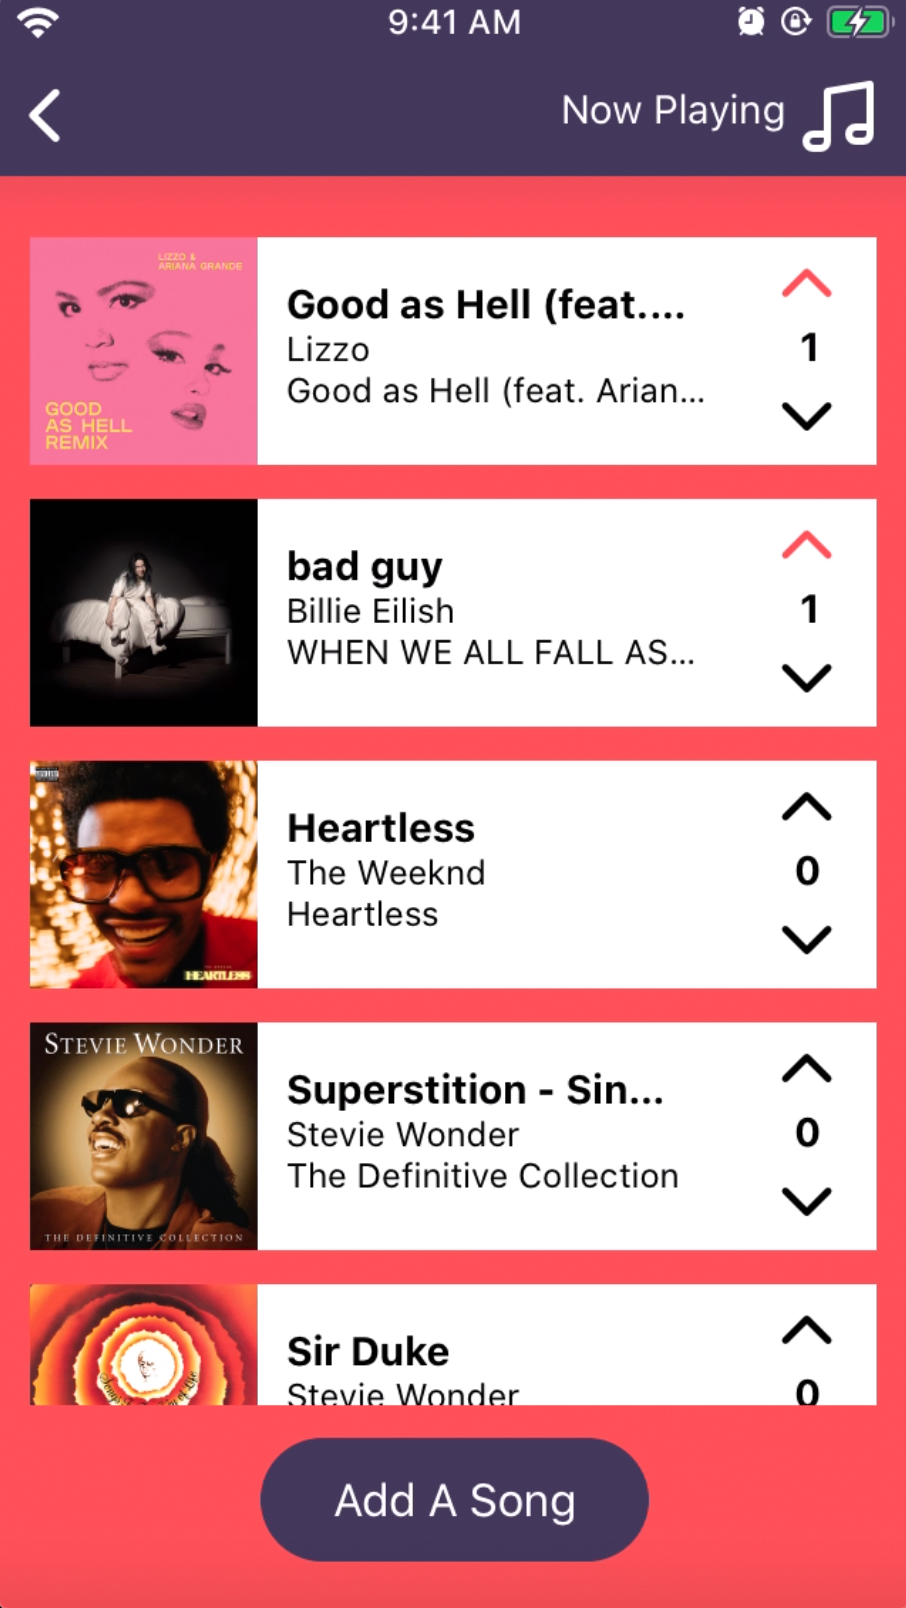 9:41 AM
Now Playing
LIZZO &
ARIANA GRANDE
GOOD
AS HELL
REMIX
Good as Hell (feat....
Lizzo
Good as Hell (feat. Arian...
1
bad guy
Billie Eilish
WHEN WE ALL FALL AS...
1
HEARTLESS
Heartless
The Weeknd
Heartless
0
STEVIE WONDER
THE DEFINITIVE COLLECTION
Superstition - Sin...
Stevie Wonder
The Definitive Collection
0
Sir Duke
Stevie Wonder
0
Add A Song